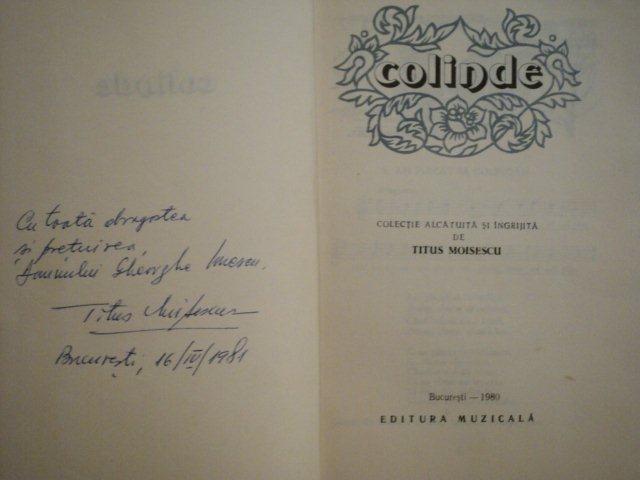 Cu toată dragostea
și prețuirea,
Domnului Gheorghe Ionescu.
Titus Moisescu
București, 16/IV/1981
colinde
COLECȚIE ALCĂTUITĂ ȘI ÎNGRIJITĂ
DE
TITUS MOISESCU
București — 1980
EDITURA MUZICALĂ